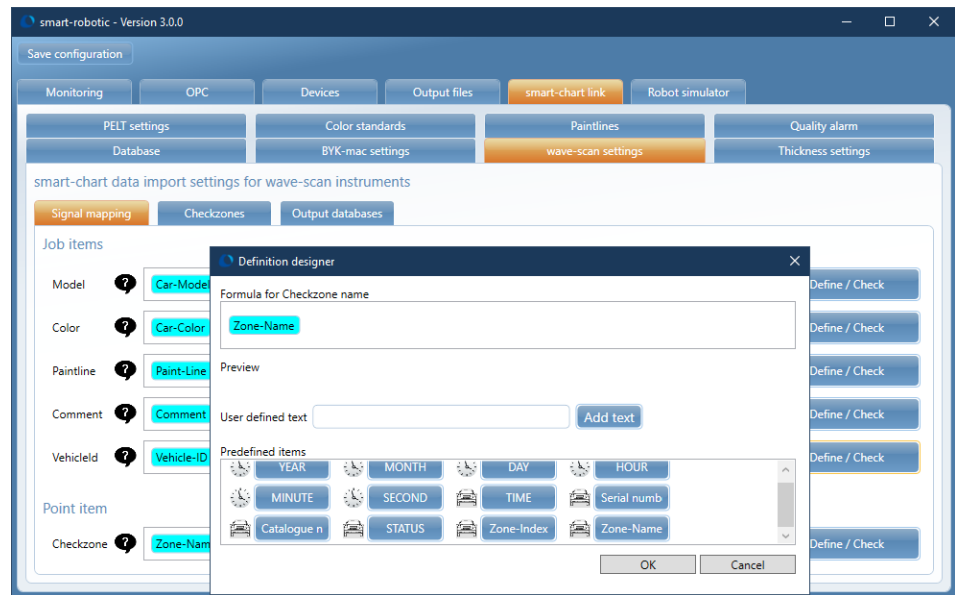 smart-robotic - Version 3.0.0
Save configuration
Monitoring OPC Devices Output files smart-chart link Robot simulator
PELT settings Color standards Paintlines Quality alarm
Database BYK-mac settings wave-scan settings Thickness settings
smart-chart data import settings for wave-scan instruments
Signal mapping Checkzones Output databases
Job items
Model ? Car-Model Define / Check
Color ? Car-Color Define / Check
Paintline ? Paint-Line Define / Check
Comment ? Comment Define / Check
VehicleId ? Vehicle-ID Define / Check
Point item
Checkzone ? Zone-Nam Define / Check
Definition designer
Formula for Checkzone name
Zone-Name
Preview
User defined text Add text
Predefined items
YEAR MONTH DAY HOUR
MINUTE SECOND TIME Serial numb
Catalogue n STATUS Zone-Index Zone-Name
OK Cancel